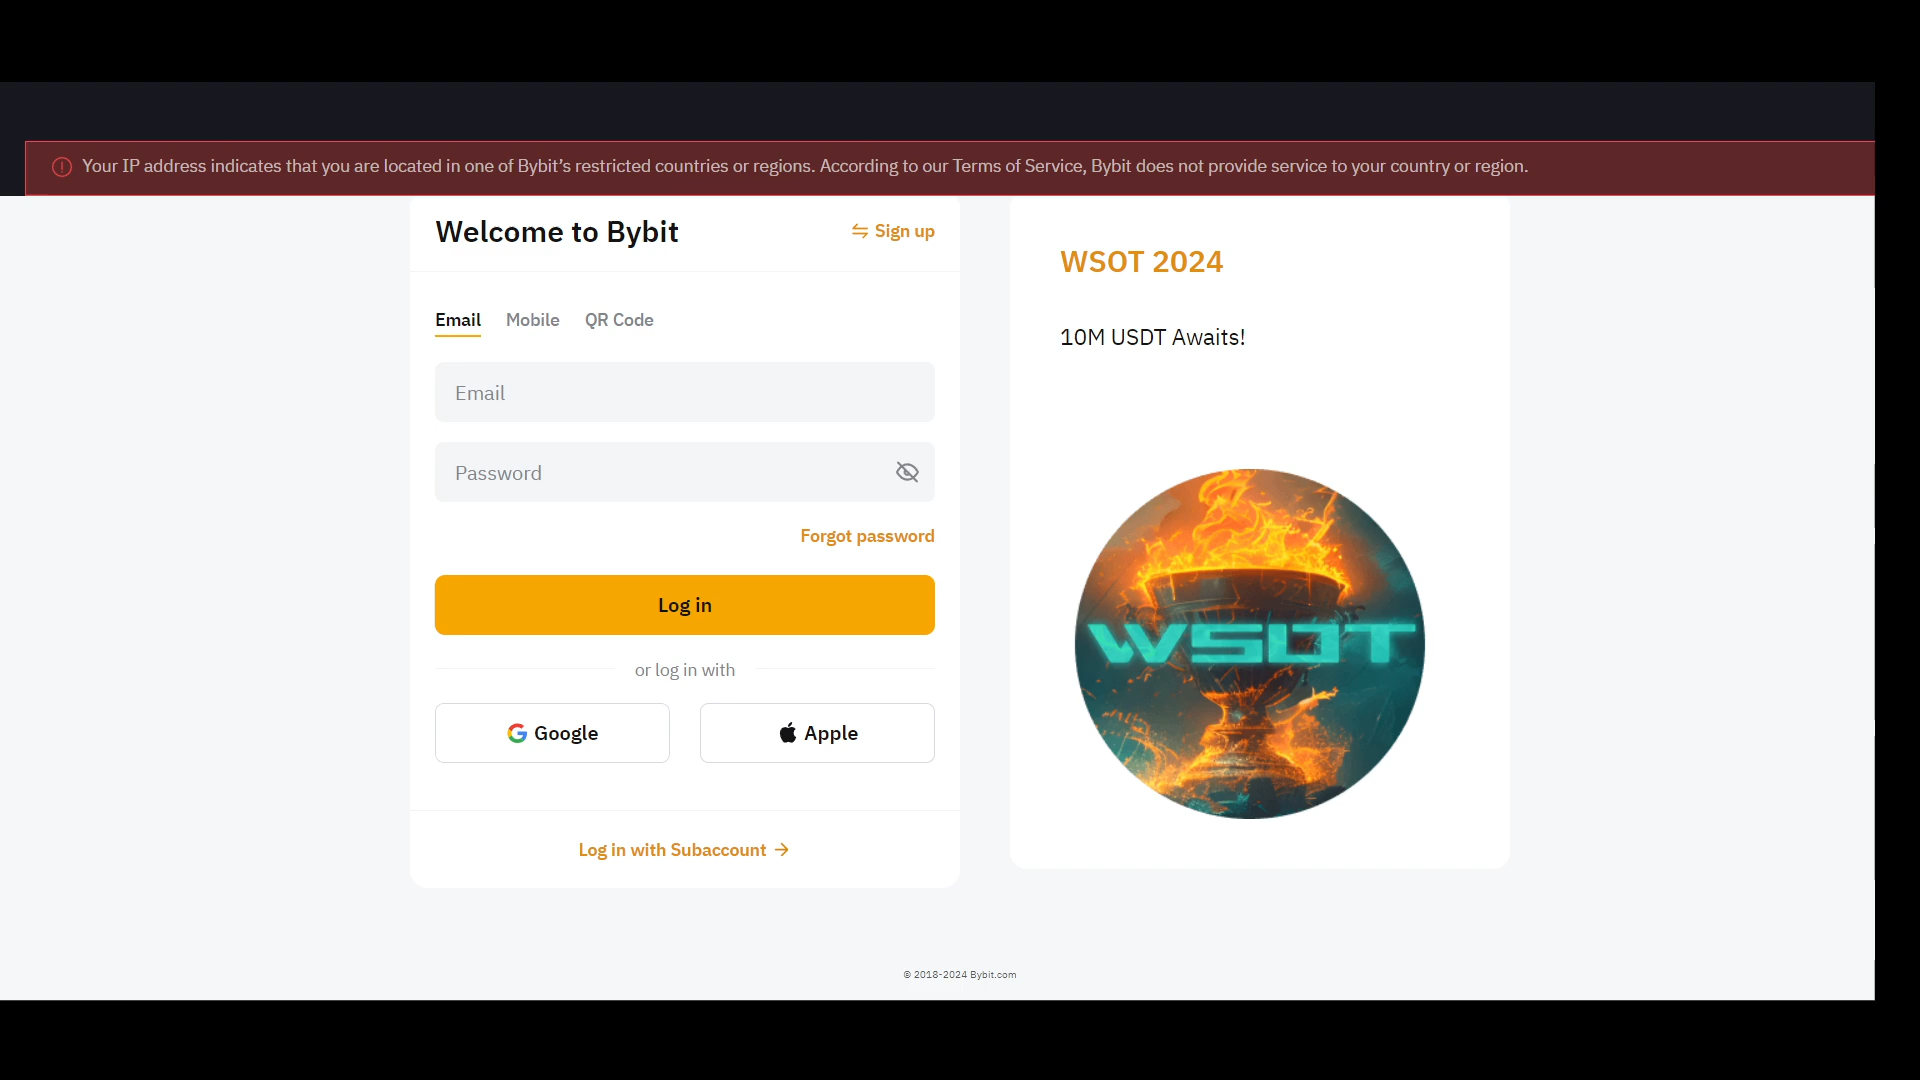 Your IP address indicates that you are located in one of Bybit’s restricted countries or regions. According to our Terms of Service, Bybit does not provide service to your country or region.
Welcome to Bybit
Sign up
Email
Mobile
QR Code
Email
Password
Forgot password
Log in
or log in with
Google
Apple
Log in with Subaccount
WSOT 2024
10M USDT Awaits!
WSOT
© 2018-2024 Bybit.com